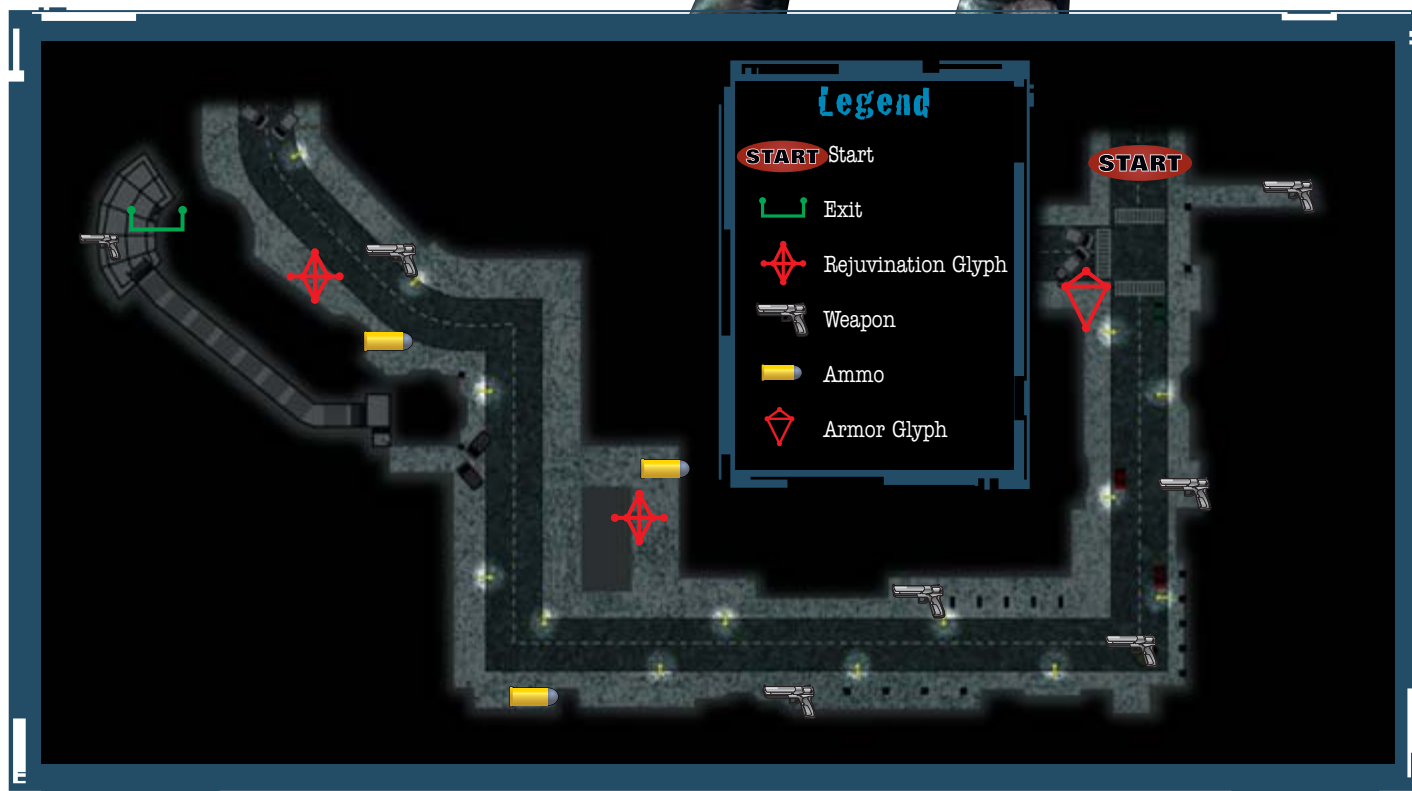 Legend
START Start
START
Exit
Rejuvination Glyph
Weapon
Ammo
Armor Glyph